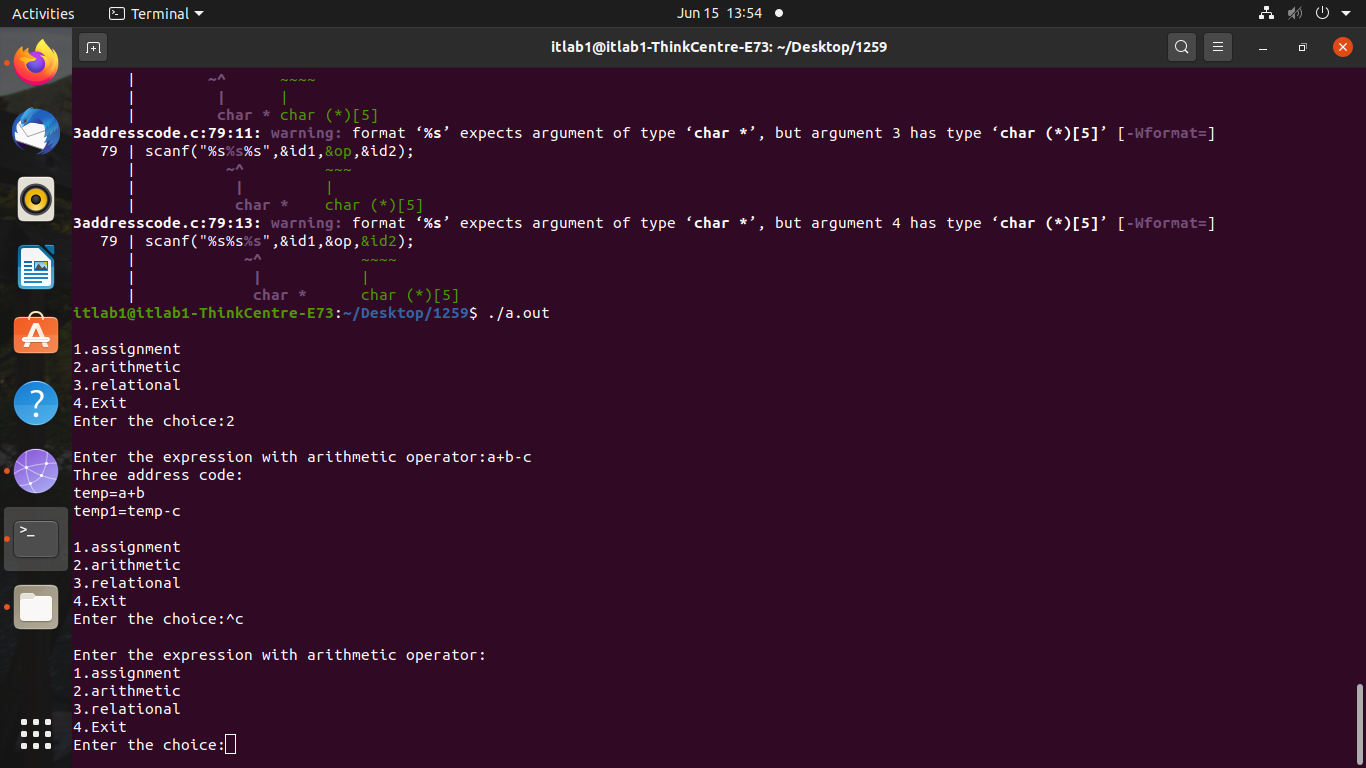 Activities Terminal Jun 15 13:54
itlab1@itlab1-ThinkCentre-E73: ~/Desktop/1259
| ~^ ~~~~
| | |
| char * char (*)[5]
3addresscode.c:79:11: warning: format ‘%s’ expects argument of type ‘char *’, but argument 3 has type ‘char (*)[5]’ [-Wformat=]
79 | scanf("%s%s%s",&id1,&op,&id2);
| ~^ ~~~
| | |
| char * char (*)[5]
3addresscode.c:79:13: warning: format ‘%s’ expects argument of type ‘char *’, but argument 4 has type ‘char (*)[5]’ [-Wformat=]
79 | scanf("%s%s%s",&id1,&op,&id2);
| ~^ ~~~~
| | |
| char * char (*)[5]
itlab1@itlab1-ThinkCentre-E73:~/Desktop/1259$ ./a.out
1.assignment
2.arithmetic
3.relational
4.Exit
Enter the choice:2
Enter the expression with arithmetic operator:a+b-c
Three address code:
temp=a+b
temp1=temp-c
1.assignment
2.arithmetic
3.relational
4.Exit
Enter the choice:^c
Enter the expression with arithmetic operator:
1.assignment
2.arithmetic
3.relational
4.Exit
Enter the choice: